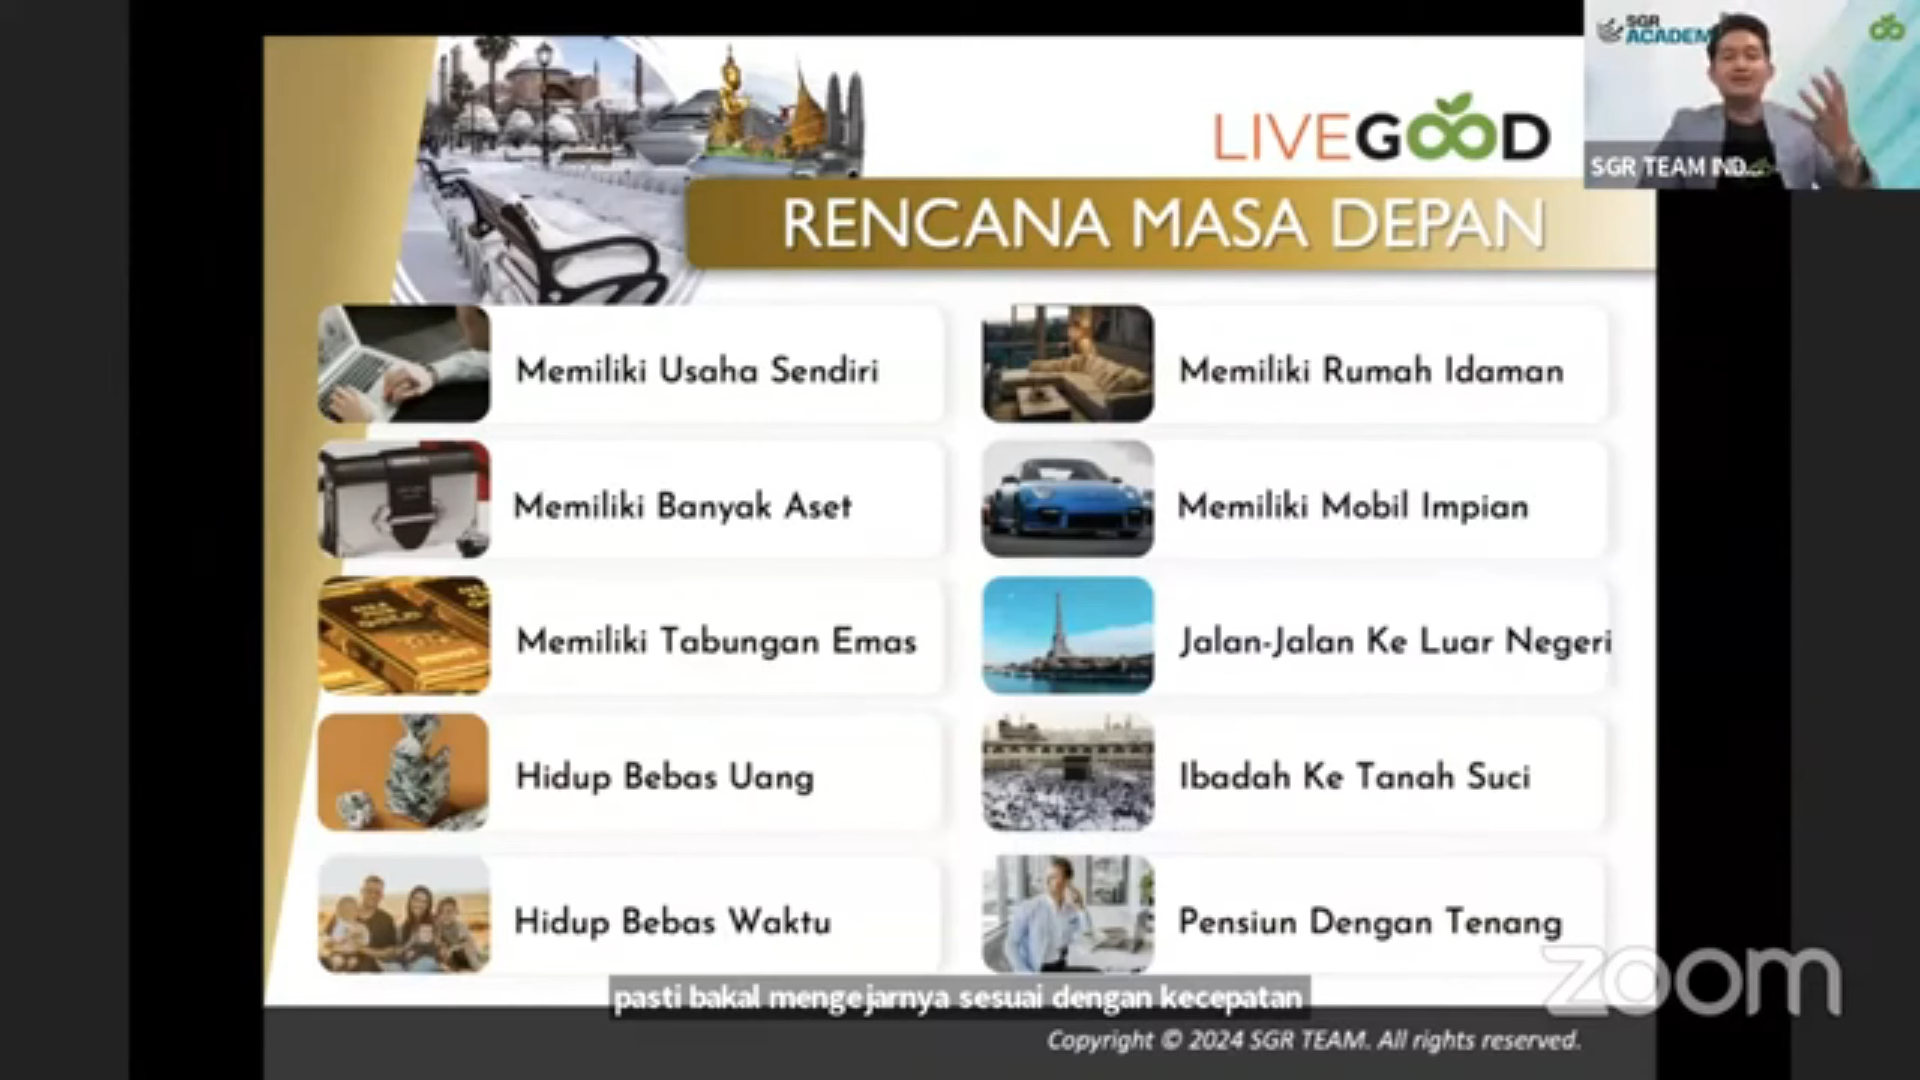 SGR
ACADEM
SGR TEAM IND...
LIVEGOOD
RENCANA MASA DEPAN
Memiliki Usaha Sendiri
Memiliki Rumah Idaman
Memiliki Banyak Aset
Memiliki Mobil Impian
Memiliki Tabungan Emas
Jalan-Jalan Ke Luar Negeri
Hidup Bebas Uang
Ibadah Ke Tanah Suci
Hidup Bebas Waktu
Pensiun Dengan Tenang
zoom
pasti bakal mengejarnya sesuai dengan kecepatan
Copyright © 2024 SGR TEAM. All rights reserved.